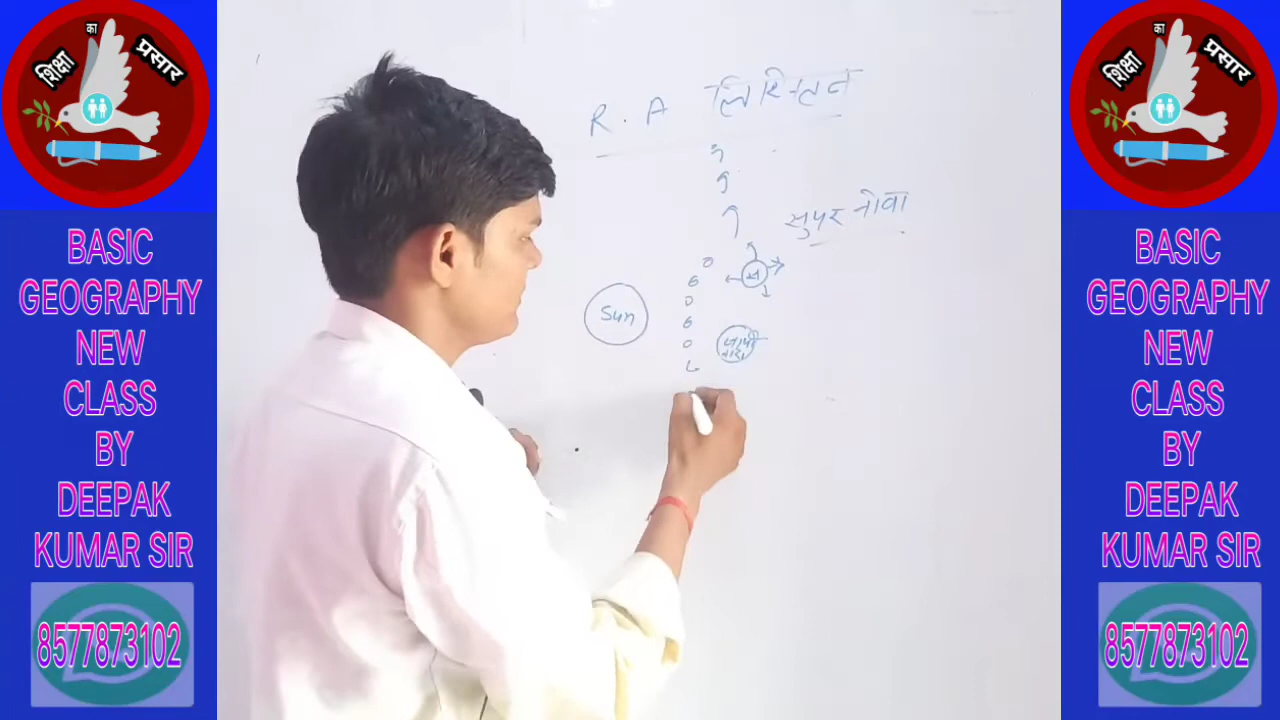 शिक्षा का प्रसार
BASIC
GEOGRAPHY
NEW
CLASS
BY
DEEPAK
KUMAR SIR
8577873102
R. A लिटिलटन
सुपर नोवा
Sun
शिक्षा का प्रसार
BASIC
GEOGRAPHY
NEW
CLASS
BY
DEEPAK
KUMAR SIR
8577873102